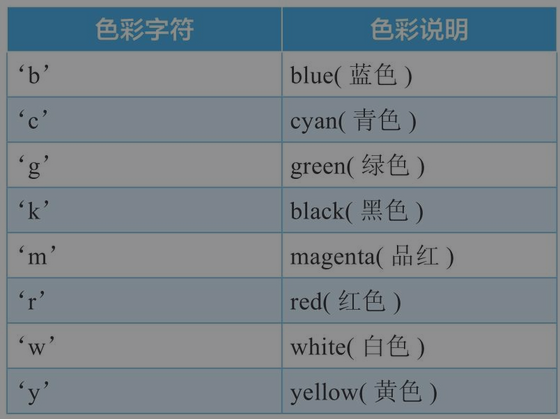 色彩字符 色彩说明
‘b’ blue( 蓝色 )
‘c’ cyan( 青色 )
‘g’ green( 绿色 )
‘k’ black( 黑色 )
‘m’ magenta( 品红 )
‘r’ red( 红色 )
‘w’ white( 白色 )
‘y’ yellow( 黄色 )